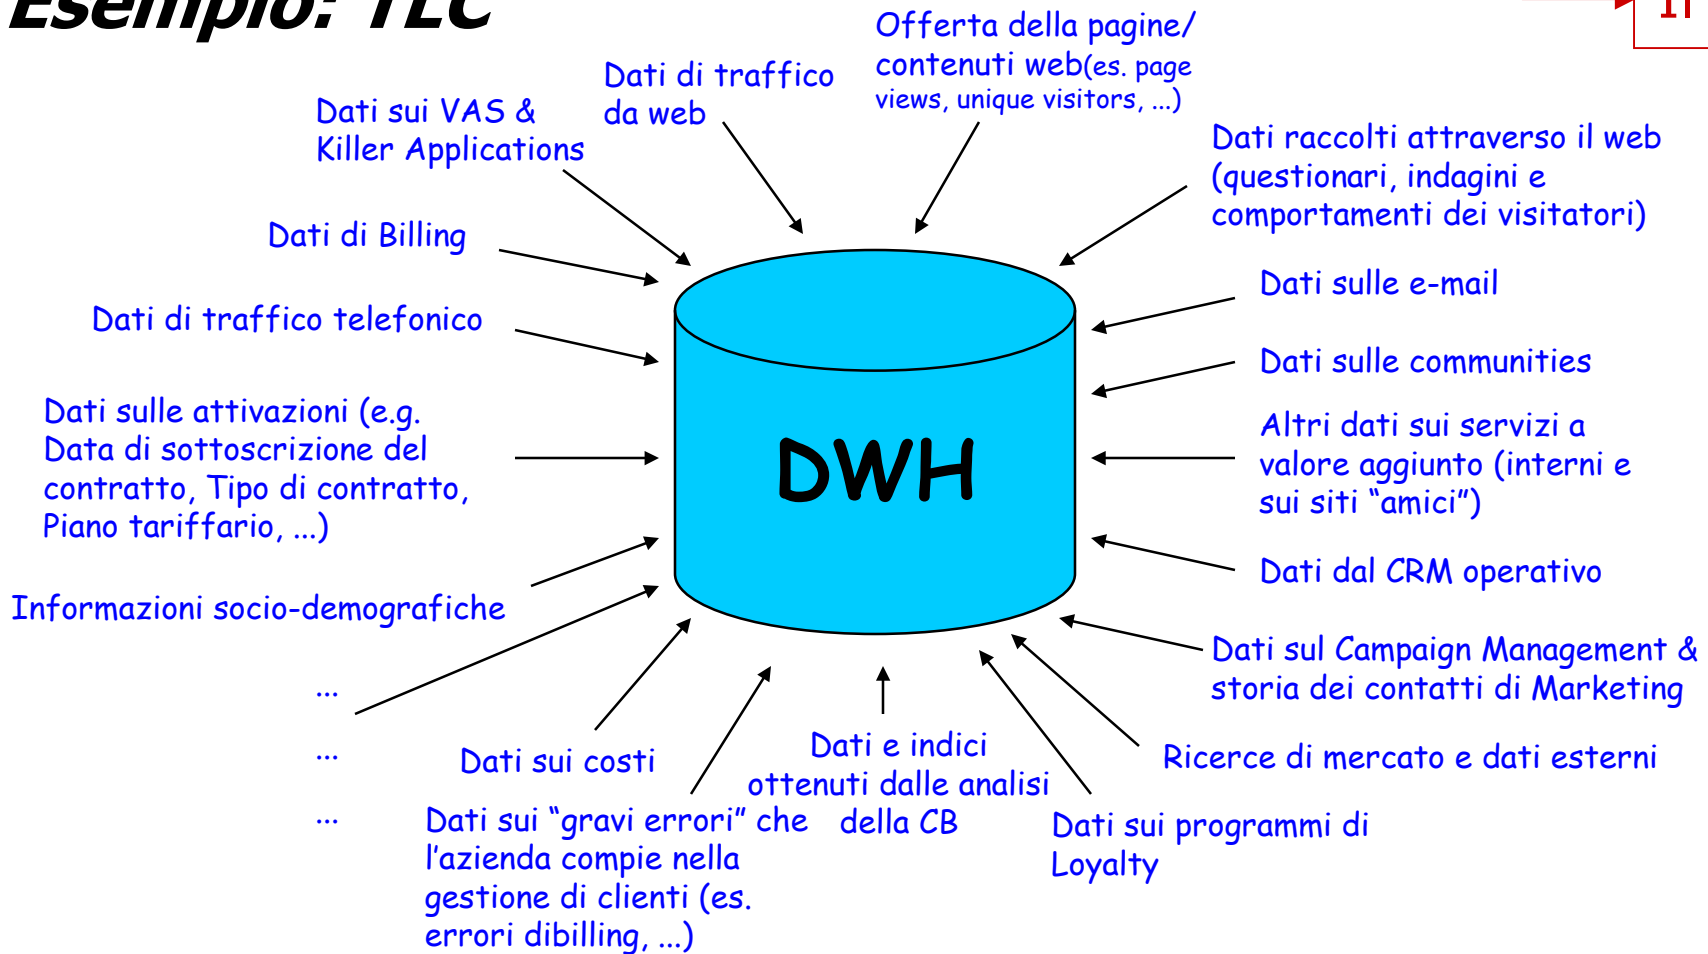 Esempio: TLC
IT
Offerta della pagine/
contenuti web(es. page
views, unique visitors, ...)
Dati di traffico
da web
Dati sui VAS &
Killer Applications
Dati raccolti attraverso il web
(questionari, indagini e
comportamenti dei visitatori)
Dati di Billing
Dati sulle e-mail
Dati di traffico telefonico
Dati sulle communities
Dati sulle attivazioni (e.g.
Data di sottoscrizione del
contratto, Tipo di contratto,
Piano tariffario, ...)
DWH
Altri dati sui servizi a
valore aggiunto (interni e
sui siti “amici”)
Dati dal CRM operativo
Informazioni socio-demografiche
Dati sul Campaign Management &
storia dei contatti di Marketing
...
...
...
Dati sui costi
Dati e indici
ottenuti dalle analisi
della CB
Ricerce di mercato e dati esterni
Dati sui “gravi errori” che
l’azienda compie nella
gestione di clienti (es.
errori dibilling, ...)
Dati sui programmi di
Loyalty